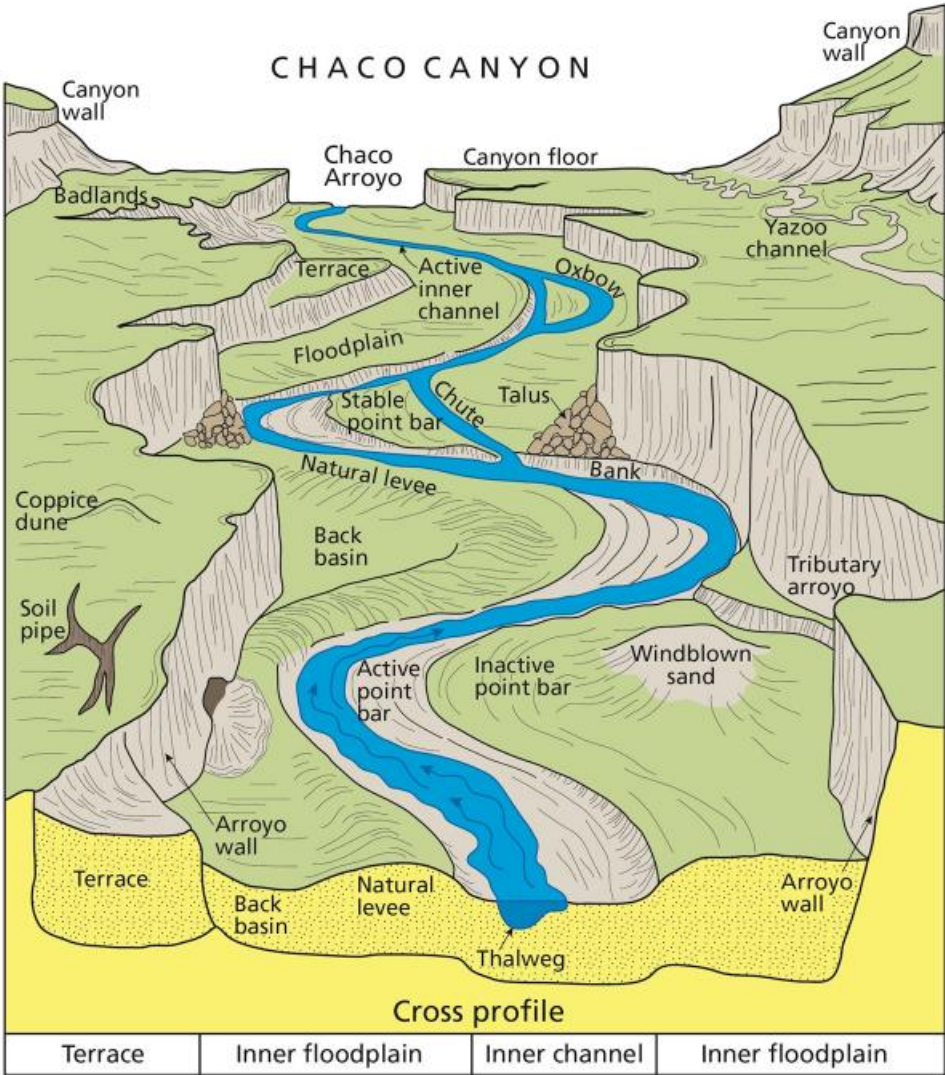 CHACO CANYON
Canyon
wall
Canyon
wall
Chaco
Arroyo
Canyon floor
Badlands
Yazoo
channel
Terrace
Active
inner
channel
Oxbow
Floodplain
Stable
point bar
Chute
Talus
Natural levee
Bank
Coppice
dune
Back
basin
Tributary
arroyo
Soil
pipe
Active
point
bar
Inactive
point bar
Windblown
sand
Arroyo
wall
Terrace
Back
basin
Natural
levee
Arroyo
wall
Thalweg
Cross profile
Terrace
Inner floodplain
Inner channel
Inner floodplain